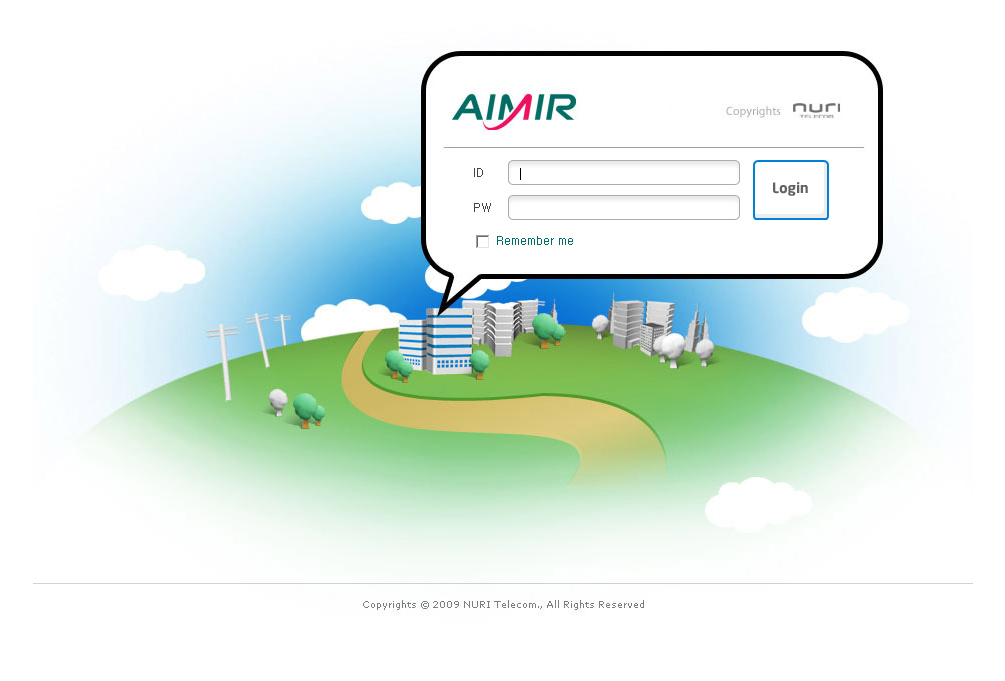 AIMIR
Copyrights nuri TELECOM
ID
Login
PW
Remember me
Copyrights © 2009 NURI Telecom., All Rights Reserved